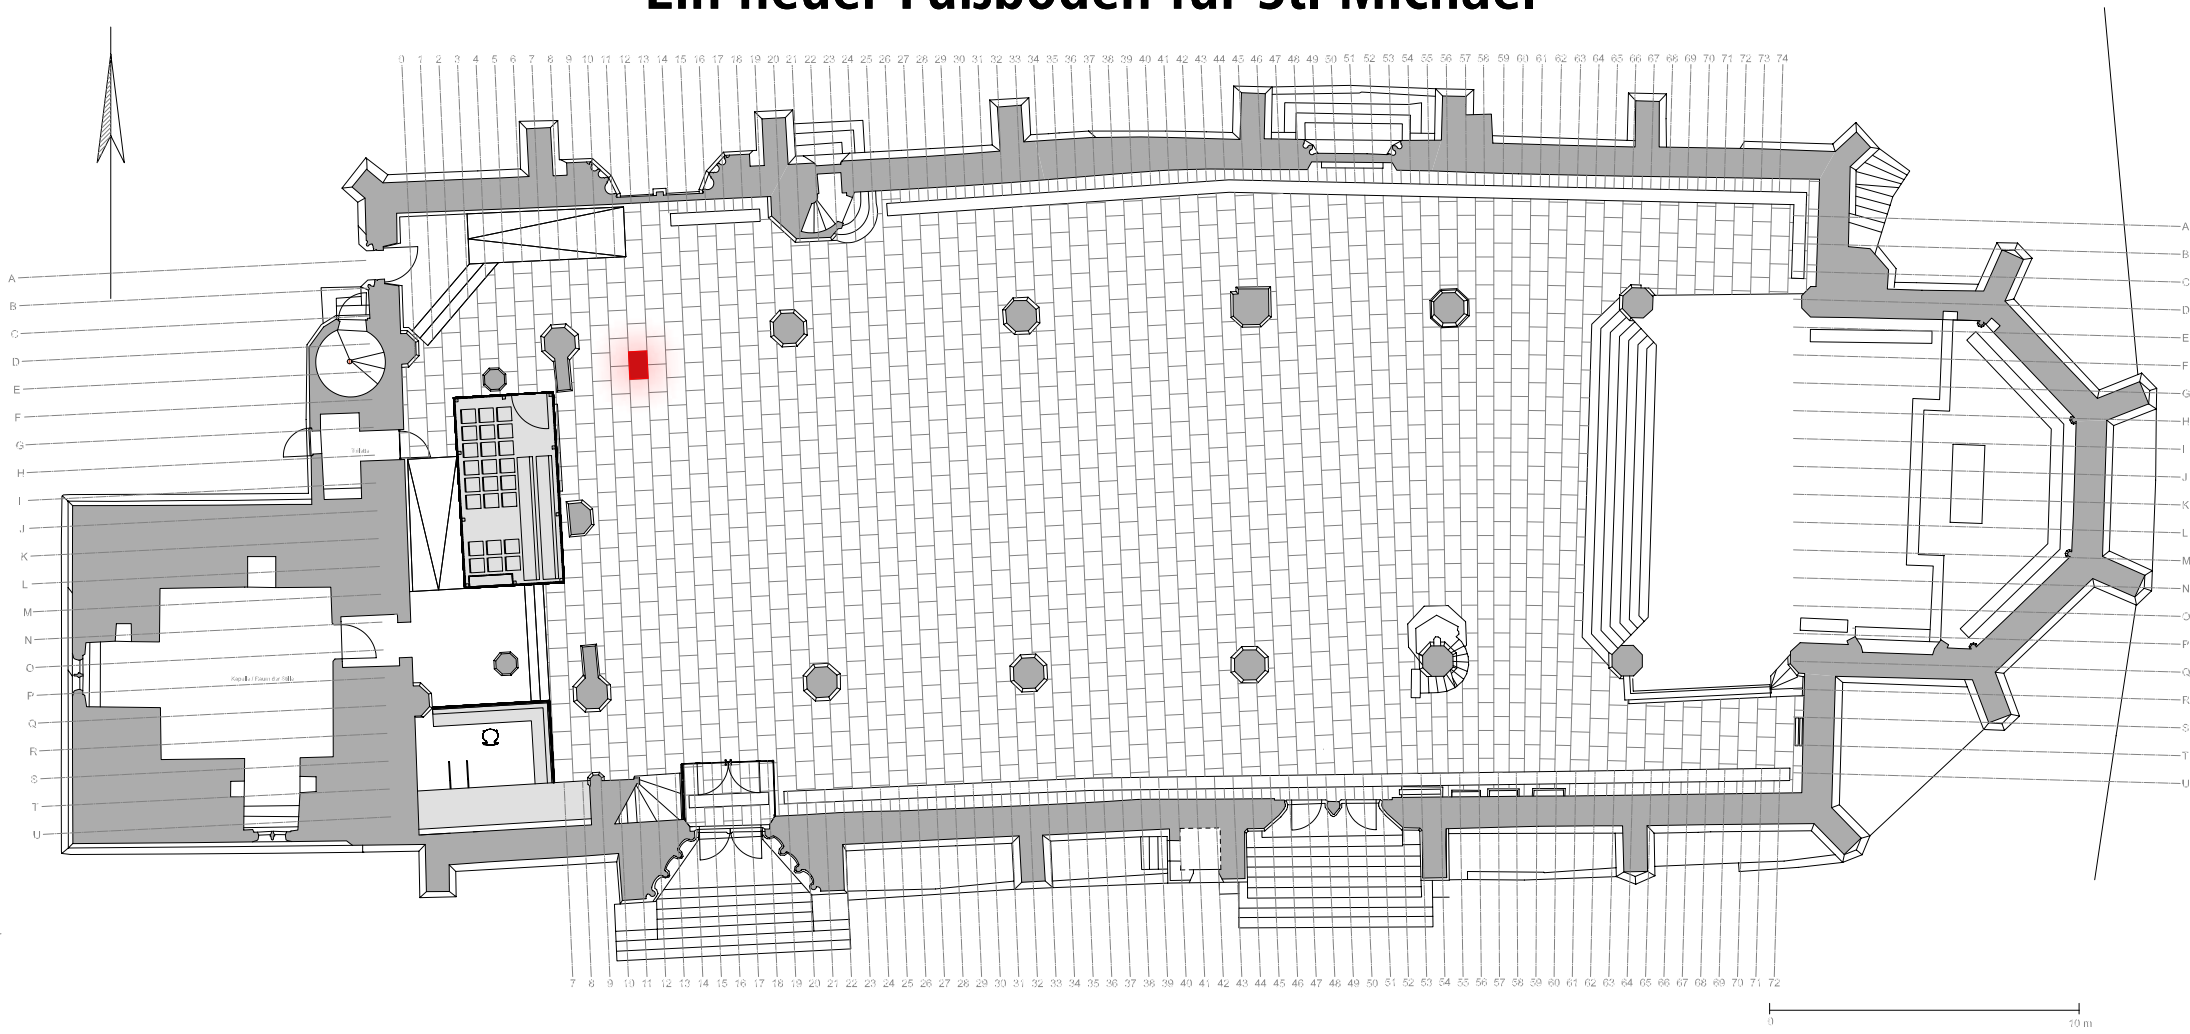 Ein neuer Fußboden für St. Michael
0 1 2 3 4 5 6 7 8 9 10 11 12 13 14 15 16 17 18 19 20 21 22 23 24 25 26 27 28 29 30 31 32 33 34 35 36 37 38 39 40 41 42 43 44 45 46 47 48 49 50 51 52 53 54 55 56 57 58 59 60 61 62 63 64 65 66 67 68 69 70 71 72 73 74
A
B
C
D
E
F
G
H
I
J
K
L
M
N
O
P
Q
R
S
T
U
A
B
C
D
E
F
G
H
I
J
K
L
M
N
O
P
Q
R
S
T
U
7 8 9 10 11 12 13 14 15 16 17 18 19 20 21 22 23 24 25 26 27 28 29 30 31 32 33 34 35 36 37 38 39 40 41 42 43 44 45 46 47 48 49 50 51 52 53 54 55 56 57 58 59 60 61 62 63 64 65 66 67 68 69 70 71 72
0 10 m